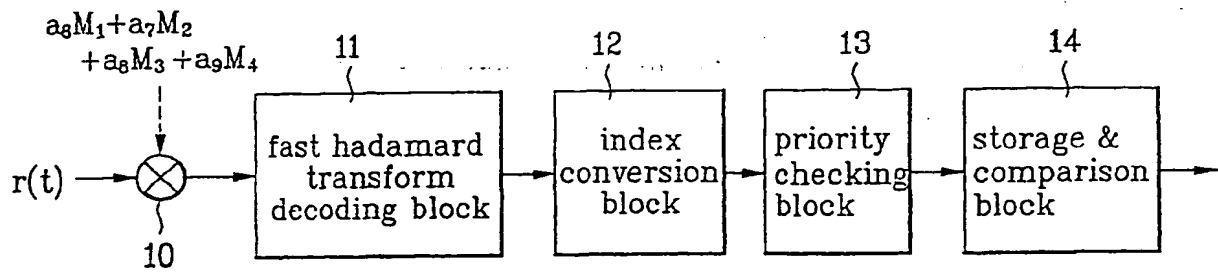 a₈M₁+a₇M₂
+a₈M₃+a₉M₄
11
12
13
14
r(t)
10
fast hadamard
transform
decoding block
index
conversion
block
priority
checking
block
storage &
comparison
block